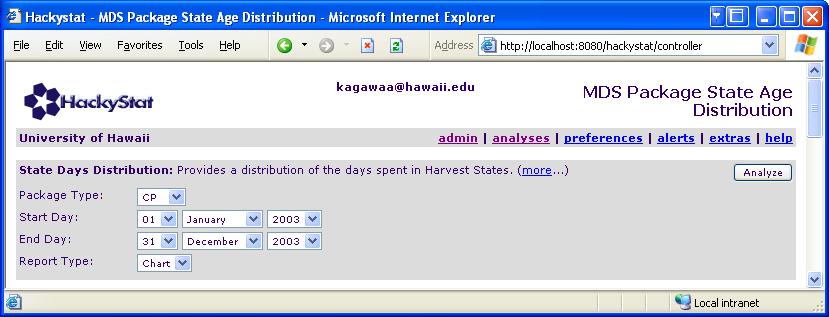 Hackystat - MDS Package State Age Distribution - Microsoft Internet Explorer
File Edit View Favorites Tools Help Address http://localhost:8080/hackystat/controller
HackyStat kagawaa@hawaii.edu MDS Package State Age
Distribution
University of Hawaii admin | analyses | preferences | alerts | extras | help
State Days Distribution: Provides a distribution of the days spent in Harvest States. (more...) Analyze
Package Type: CP
Start Day: 01 January 2003
End Day: 31 December 2003
Report Type: Chart
Local intranet